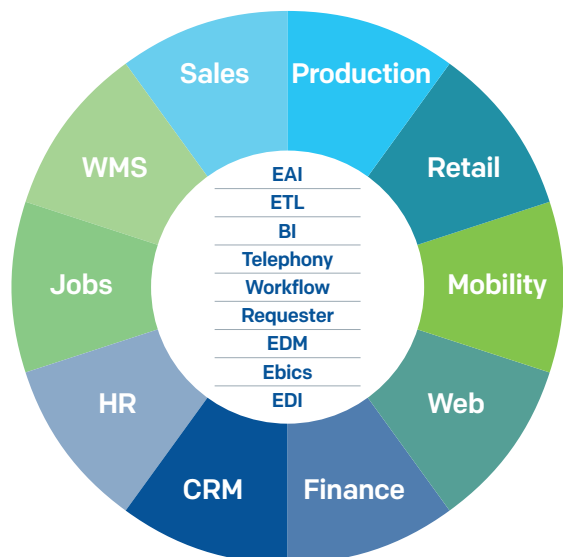 Sales
Production
Retail
Mobility
Web
Finance
CRM
HR
Jobs
WMS
EAI
ETL
BI
Telephony
Workflow
Requester
EDM
Ebics
EDI